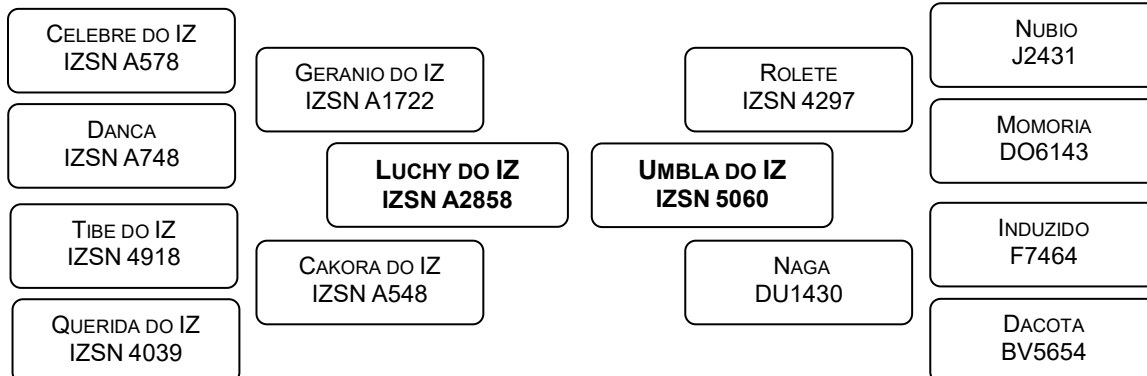 CELEBRE DO IZ
IZSN A578
DANCA
IZSN A748
TIBE DO IZ
IZSN 4918
QUERIDA DO IZ
IZSN 4039
GERANIO DO IZ
IZSN A1722
CAKORA DO IZ
IZSN A548
LUCHY DO IZ
IZSN A2858
UMBLA DO IZ
IZSN 5060
ROLETE
IZSN 4297
NAGA
DU1430
NUBIO
J2431
MOMORIA
DO6143
INDUZIDO
F7464
DACOTA
BV5654